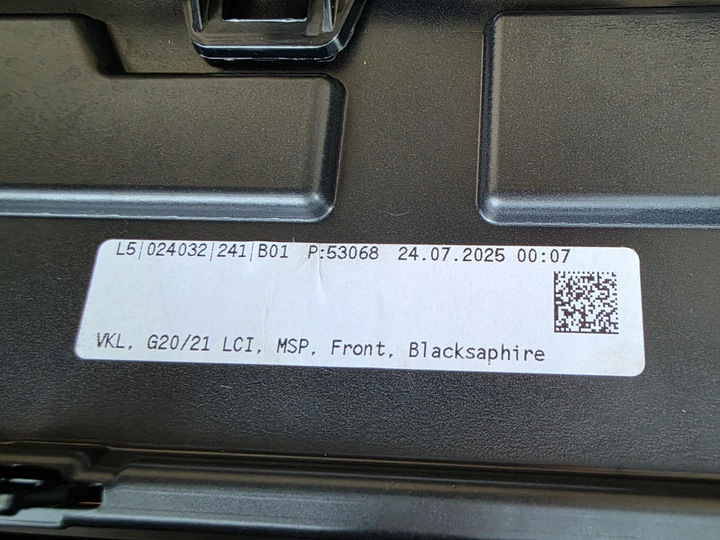 L5|024032|241|B01 P:53068 24.07.2025 00:07
VKL, G20/21 LCI, MSP, Front, Blacksaphire